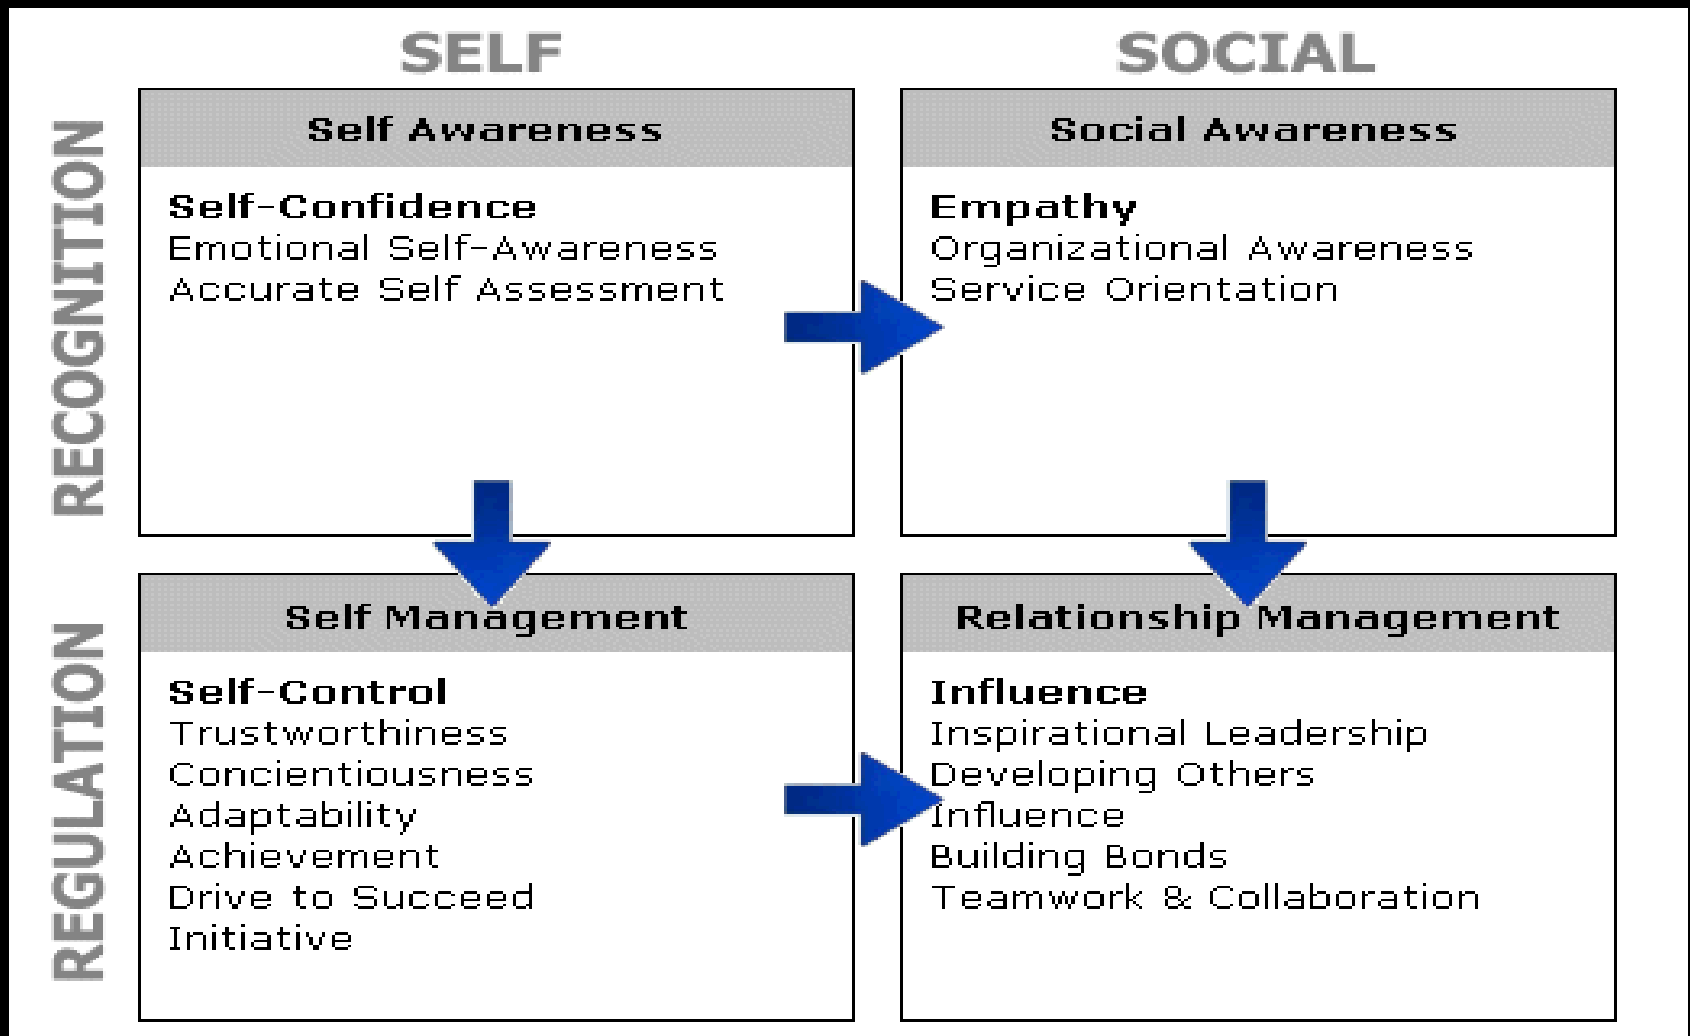 SELF
SOCIAL
RECOGNITION
Self Awareness
Self-Confidence
Emotional Self-Awareness
Accurate Self Assessment
Social Awareness
Empathy
Organizational Awareness
Service Orientation
REGULATION
Self Management
Self-Control
Trustworthiness
Concientiousness
Adaptability
Achievement
Drive to Succeed
Initiative
Relationship Management
Influence
Inspirational Leadership
Developing Others
Influence
Building Bonds
Teamwork & Collaboration